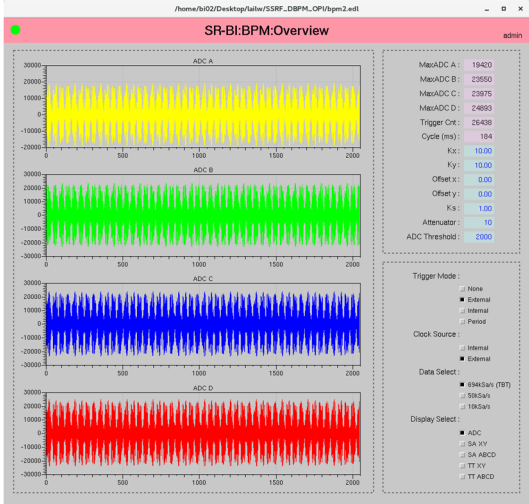 /home/bi02/Desktop/lailw/SSRF_DBPM_OPI/bpm2.edl
SR-BI:BPM:Overview
admin
ADC A
30000
20000
10000
0
-10000
-20000
0 500 1000 1500 2000
ADC B
30000
20000
10000
0
-10000
-20000
-30000
0 500 1000 1500 2000
ADC C
30000
20000
10000
0
-10000
-20000
-30000
0 500 1000 1500 2000
ADC D
30000
20000
10000
0
-10000
-20000
-30000
0 500 1000 1500 2000
MaxADC A : 19420
MaxADC B : 23550
MaxADC C : 23975
MaxADC D : 24893
Trigger Cnt : 26438
Cycle (ms) : 184
Kx : 10.00
Ky : 10.00
Offset x : 0.00
Offset y : 0.00
Ks : 1.00
Attenuator : 10
ADC Threshold : 2000
Trigger Mode :
None
External
Internal
Period
Clock Source :
Internal
External
Data Select :
694kSa/s (TBT)
50kSa/s
10kSa/s
Display Select :
ADC
SA XY
SA ABCD
TT XY
TT ABCD